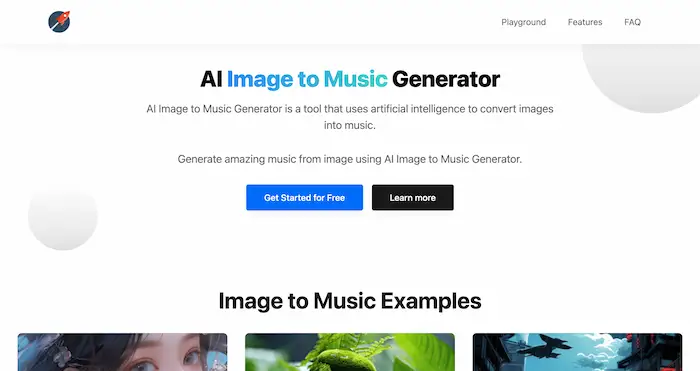 Playground Features FAQ
AI Image to Music Generator
AI Image to Music Generator is a tool that uses artificial intelligence to convert images
into music.
Generate amazing music from image using AI Image to Music Generator.
Get Started for Free Learn more
Image to Music Examples